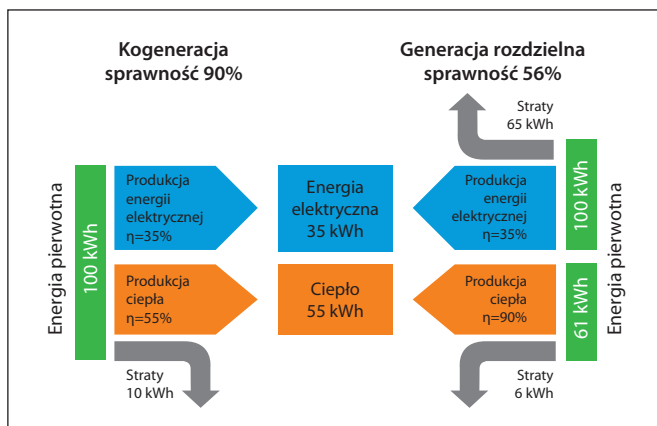 Kogeneracja
sprawność 90%
Generacja rozdzielna
sprawność 56%
Straty
65 kWh
Energia pierwotna
100 kWh
Produkcja
energii
elektrycznej
η=35%
Energia
elektryczna
35 kWh
Produkcja
energii
elektrycznej
η=35%
100 kWh
Energia pierwotna
Produkcja
ciepła
η=55%
Ciepło
55 kWh
Produkcja
ciepła
η=90%
61 kWh
Straty
10 kWh
Straty
6 kWh